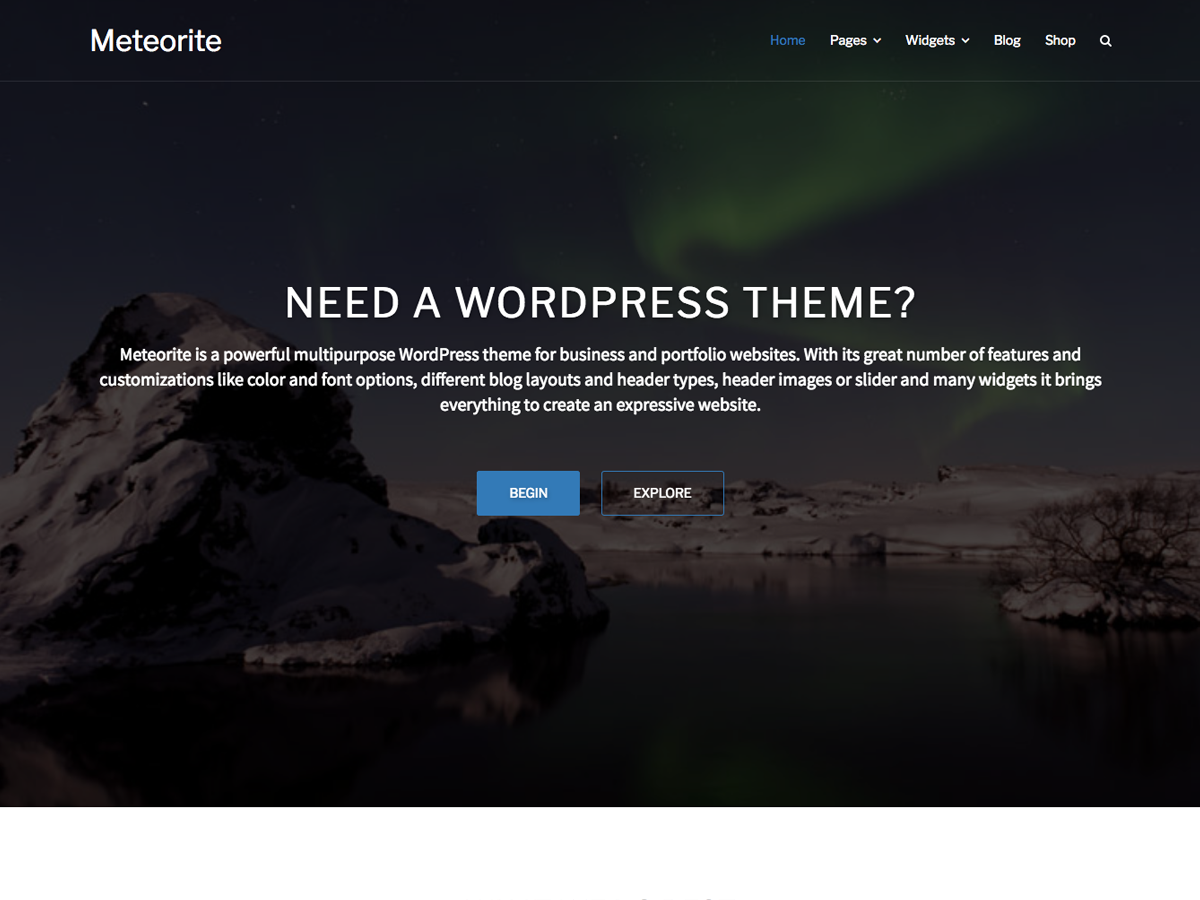 Meteorite
Home Pages Widgets Blog Shop
NEED A WORDPRESS THEME?
Meteorite is a powerful multipurpose WordPress theme for business and portfolio websites. With its great number of features and
customizations like color and font options, different blog layouts and header types, header images or slider and many widgets it brings
everything to create an expressive website.
BEGIN EXPLORE